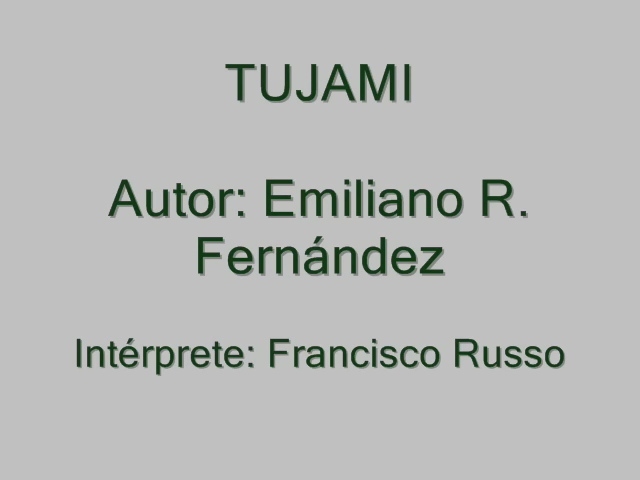 TUJAMI
Autor: Emiliano R.
Fernández
Intérprete: Francisco Russo